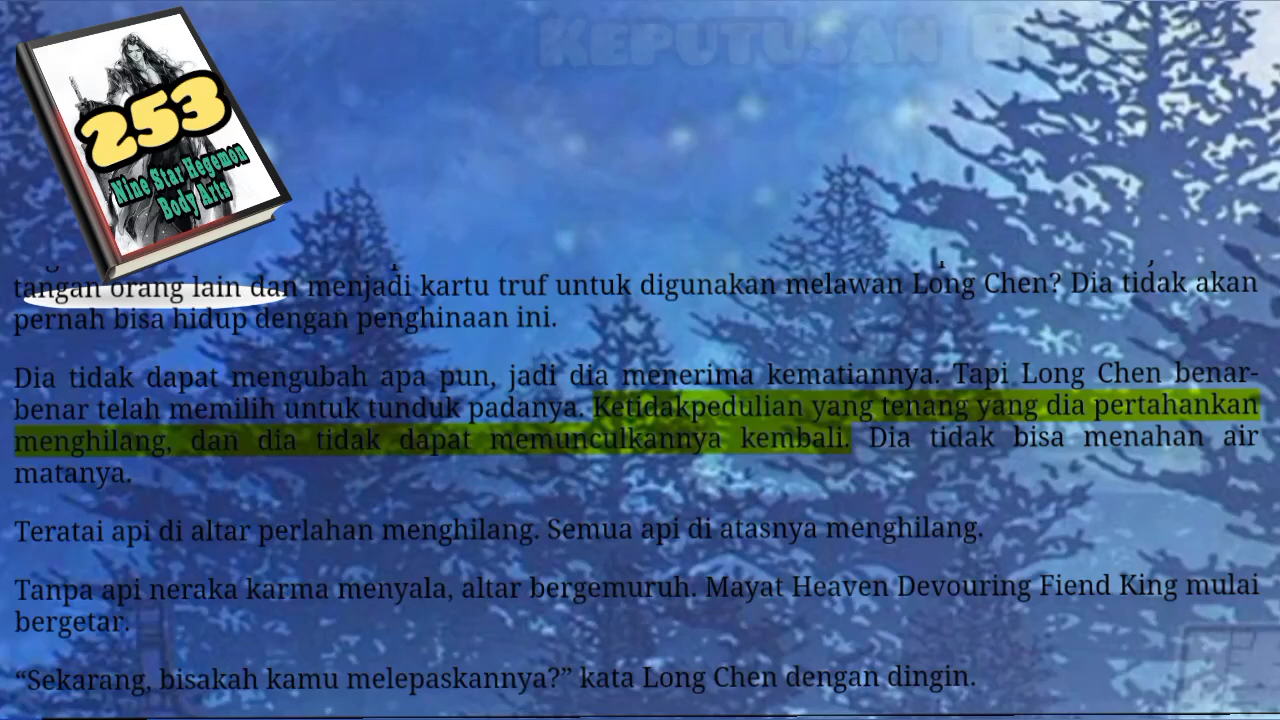 KEPUTUSAN
253
Nine Star Hegemon
Body Arts
tangan orang lain dan menjadi kartu truf untuk digunakan melawan Long Chen? Dia tidak akan
pernah bisa hidup dengan penghinaan ini.
Dia tidak dapat mengubah apa pun, jadi dia menerima kematiannya. Tapi Long Chen benar-
benar telah memilih untuk tunduk padanya. Ketidakpedulian yang tenang yang dia pertahankan
menghilang, dan dia tidak dapat memunculkannya kembali. Dia tidak bisa menahan air
matanya.
Teratai api di altar perlahan menghilang. Semua api di atasnya menghilang.
Tanpa api neraka karma menyala, altar bergemuruh. Mayat Heaven Devouring Fiend King mulai
bergetar.
“Sekarang, bisakah kamu melepaskannya?” kata Long Chen dengan dingin.